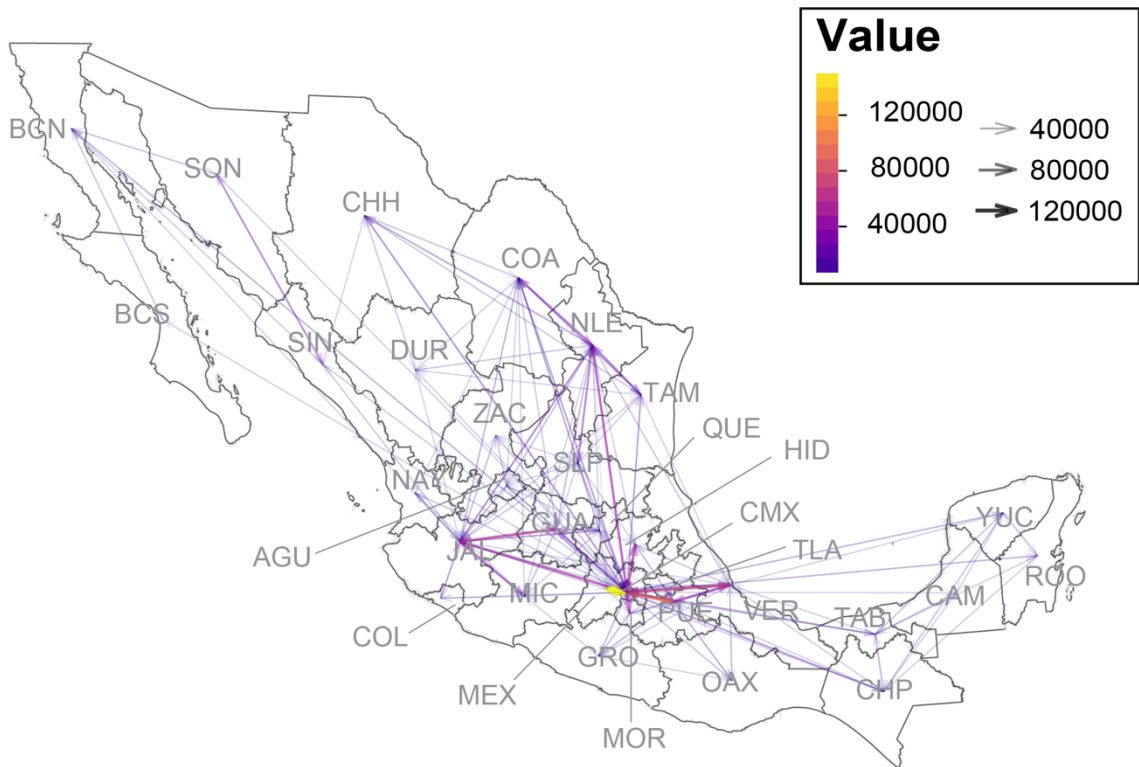 Value
120000
80000
40000
40000
80000
120000
BCN
SON
CHH
COA
BCS
SIN
DUR
NLE
TAM
ZAC
QUE
HID
SLP
NAY
CMX
GUA
AGU
JAL
TLA
YUC
ROO
MIC
PUE
VER
TAB
CAM
COL
GRO
MEX
OAX
CHP
MOR